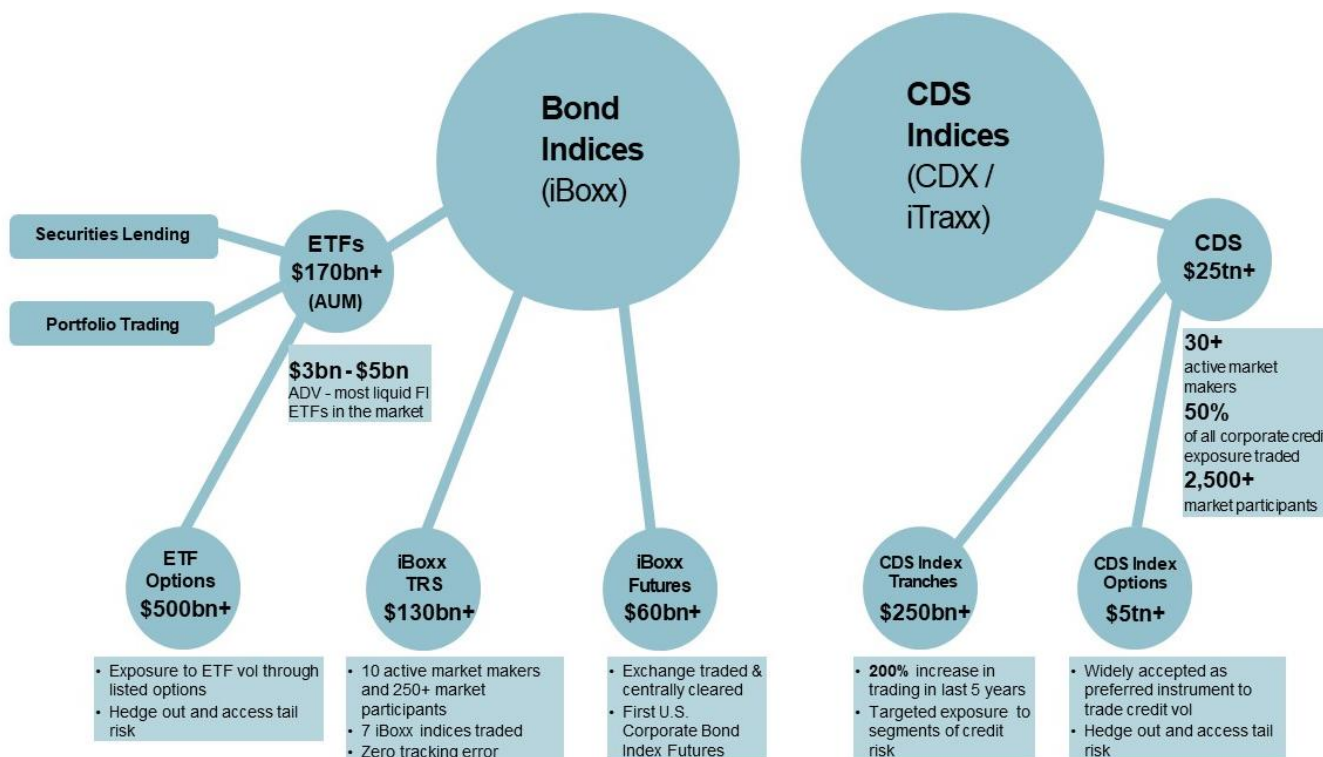 Bond
Indices
(iBoxx)
CDS
Indices
(CDX /
iTraxx)
Securities Lending
Portfolio Trading
ETFs
$170bn+
(AUM)
$3bn - $5bn
ADV - most liquid FI
ETFs in the market
CDS
$25tn+
30+
active market
makers
50%
of all corporate credi
exposure traded
2,500+
market participants
ETF
Options
$500bn+
• Exposure to ETF vol through
listed options
• Hedge out and access tail
risk
iBoxx
TRS
$130bn+
• 10 active market makers
and 250+ market
participants
• 7 iBoxx indices traded
• Zero tracking error
iBoxx
Futures
$60bn+
• Exchange traded &
centrally cleared
• First U.S.
Corporate Bond
Index Futures
CDS Index
Tranches
$250bn+
• 200% increase in
trading in last 5 years
• Targeted exposure to
segments of credit
risk
CDS Index
Options
$5tn+
• Widely accepted as
preferred instrument to
trade credit vol
• Hedge out and access tail
risk